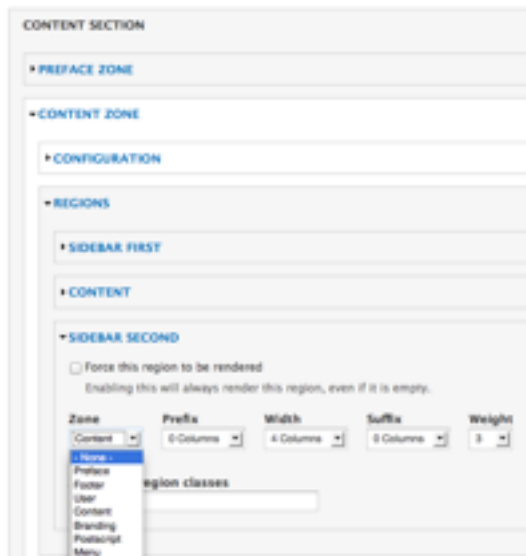 CONTENT SECTION
PREFACE ZONE
CONTENT ZONE
CONFIGURATION
REGIONS
SIDEBAR FIRST
CONTENT
SIDEBAR SECOND
Force this region to be rendered
Enabling this will always render this region, even if it is empty.
Zone Prefix Width Suffix Weight
Content 0 Columns 4 Columns 0 Columns 3
- None -
Preface
Footer region classes
User
Content
Branding
Postscript
Menu